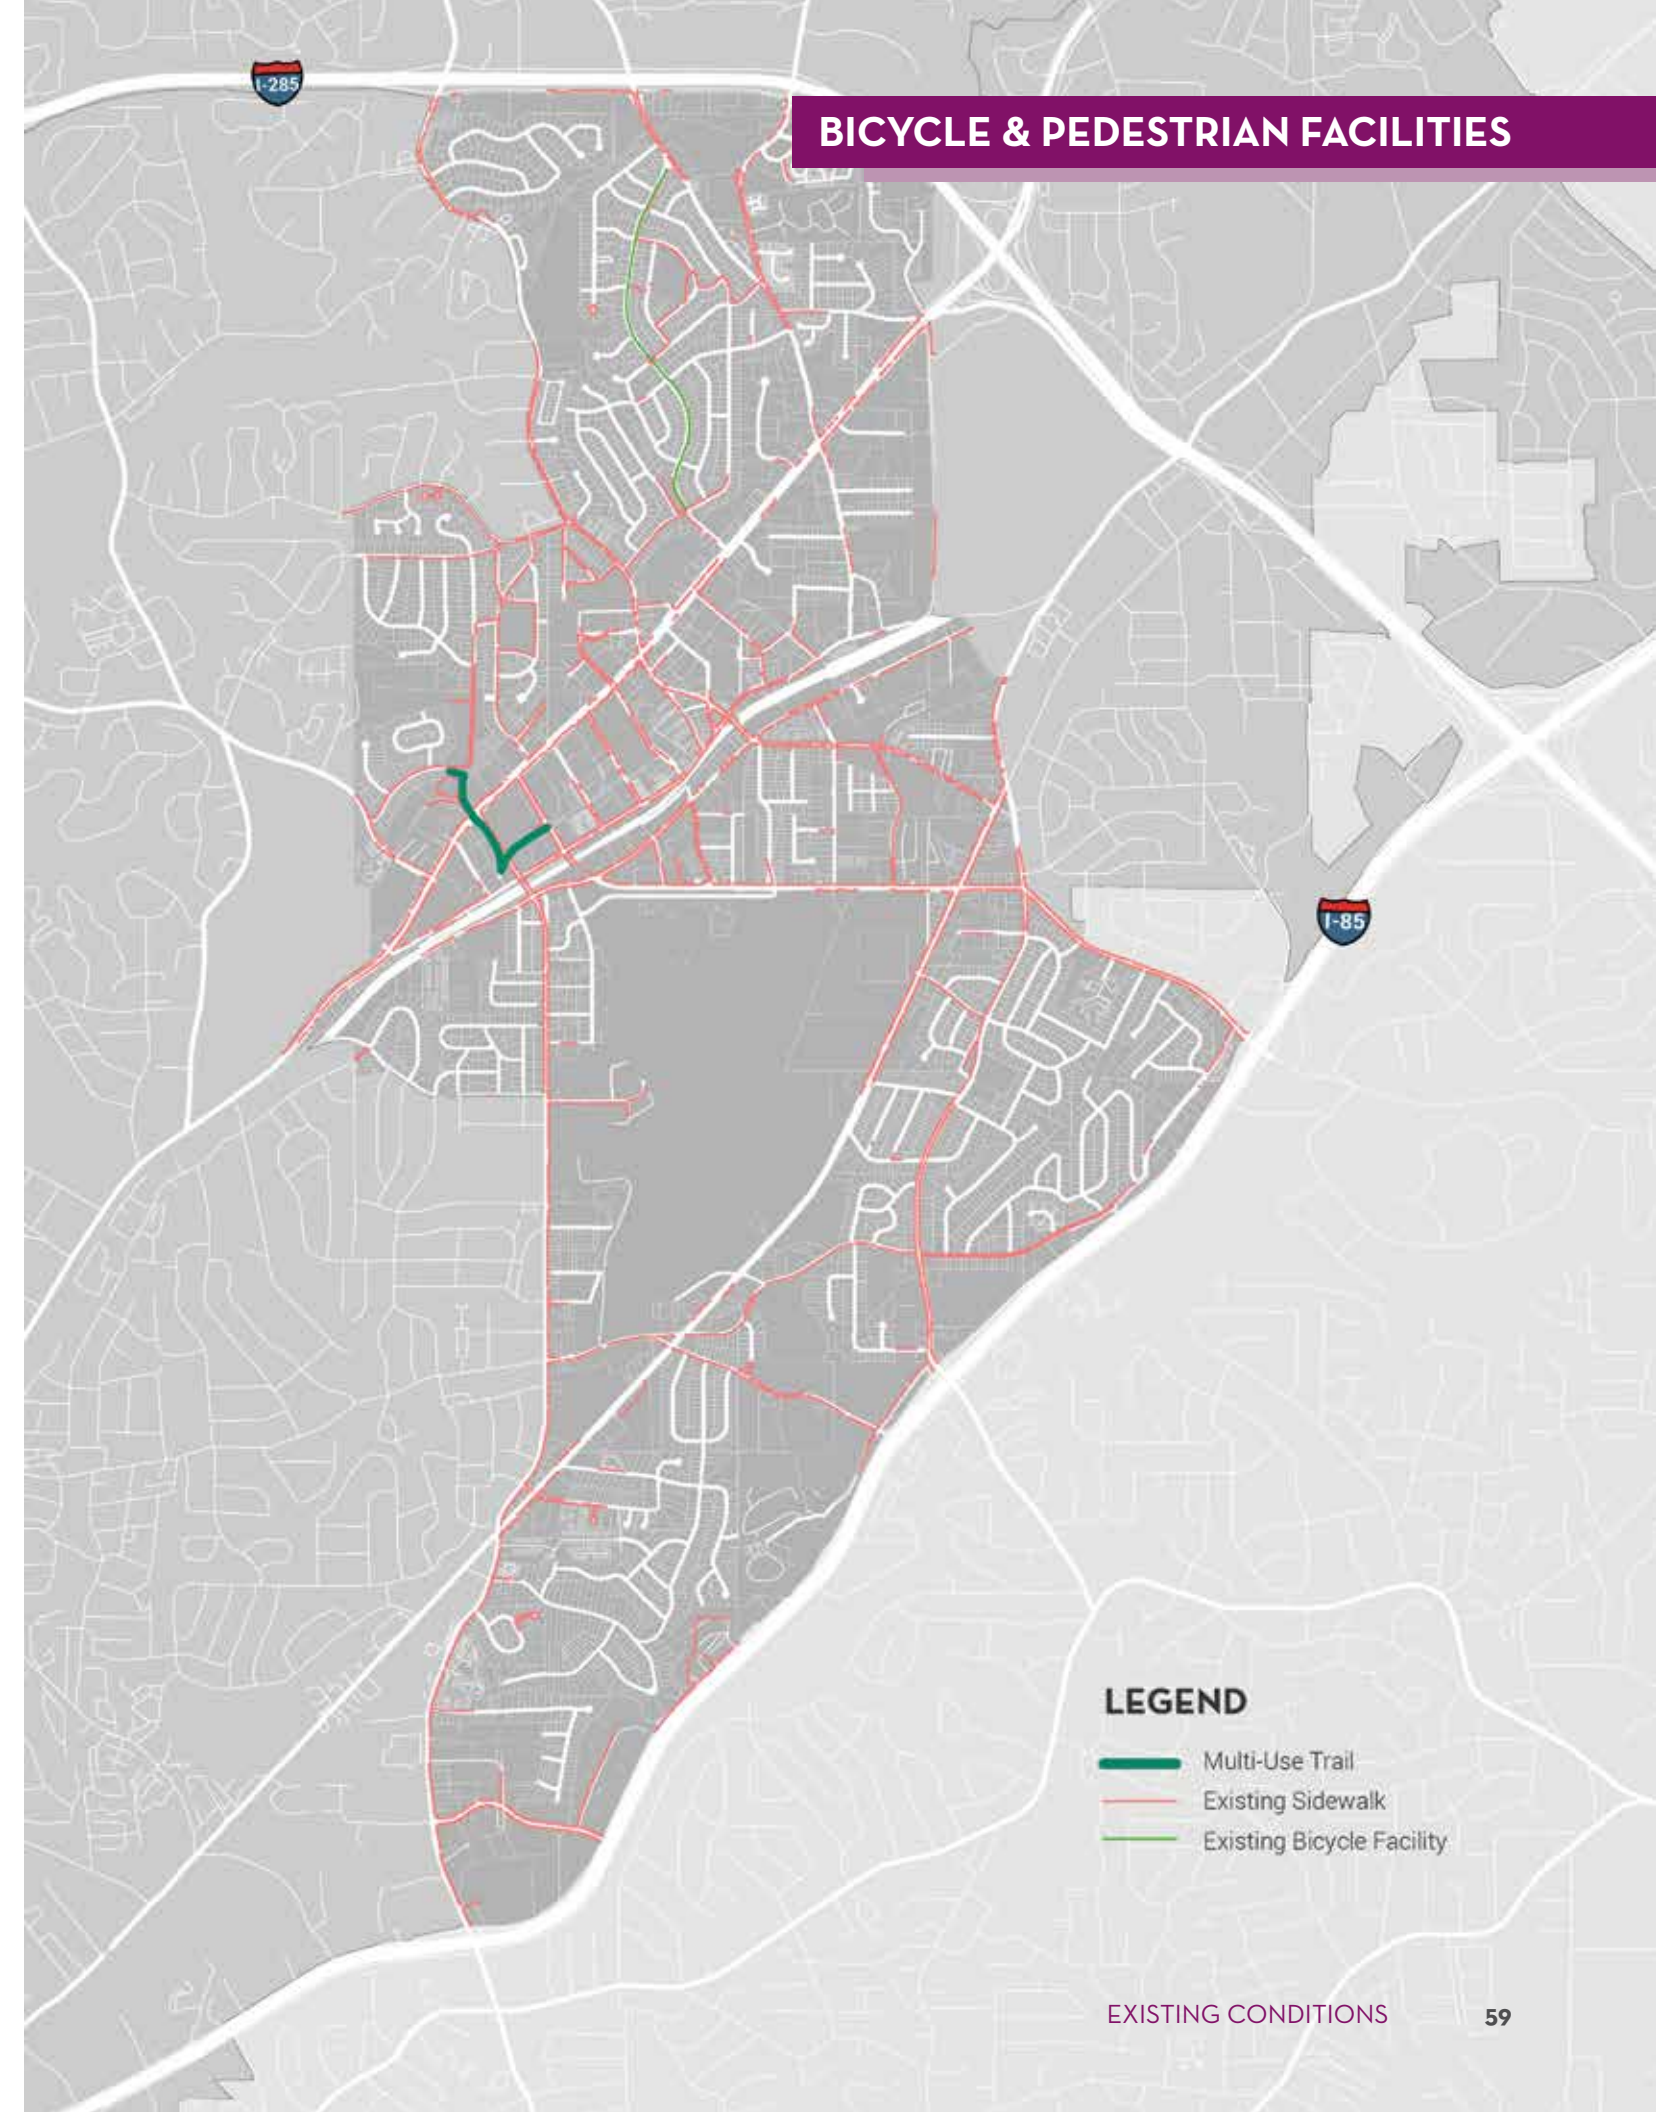 I-285
BICYCLE & PEDESTRIAN FACILITIES
I-85
LEGEND
Multi-Use Trail
Existing Sidewalk
Existing Bicycle Facility
EXISTING CONDITIONS 59